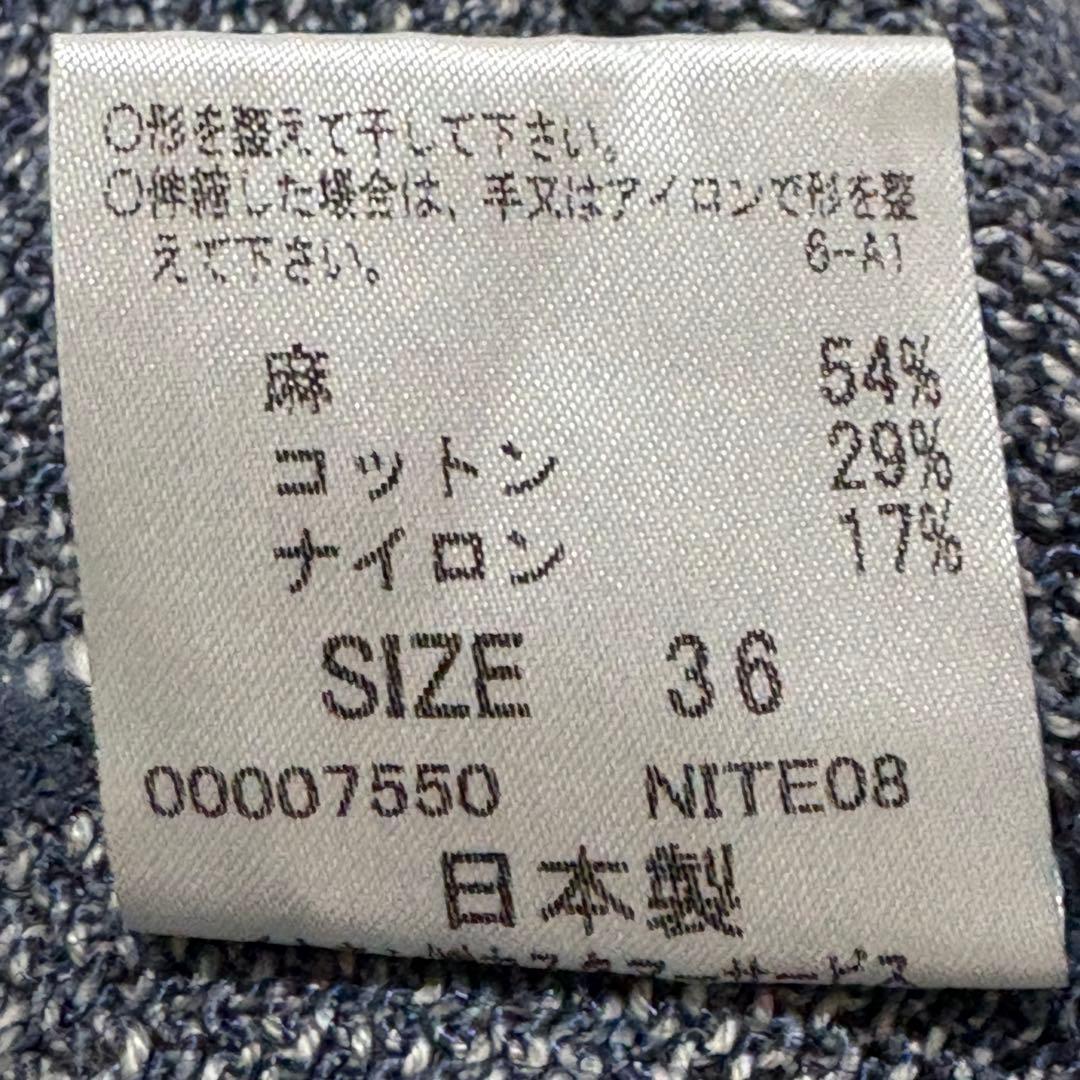 ○形を整えて干して下さい。
○伸縮した場合は、手又はアイロンで形を整
えて下さい。 6-A1
麻 54%
コットン 29%
ナイロン 17%
SIZE 36
00007550 NITE08
日本製